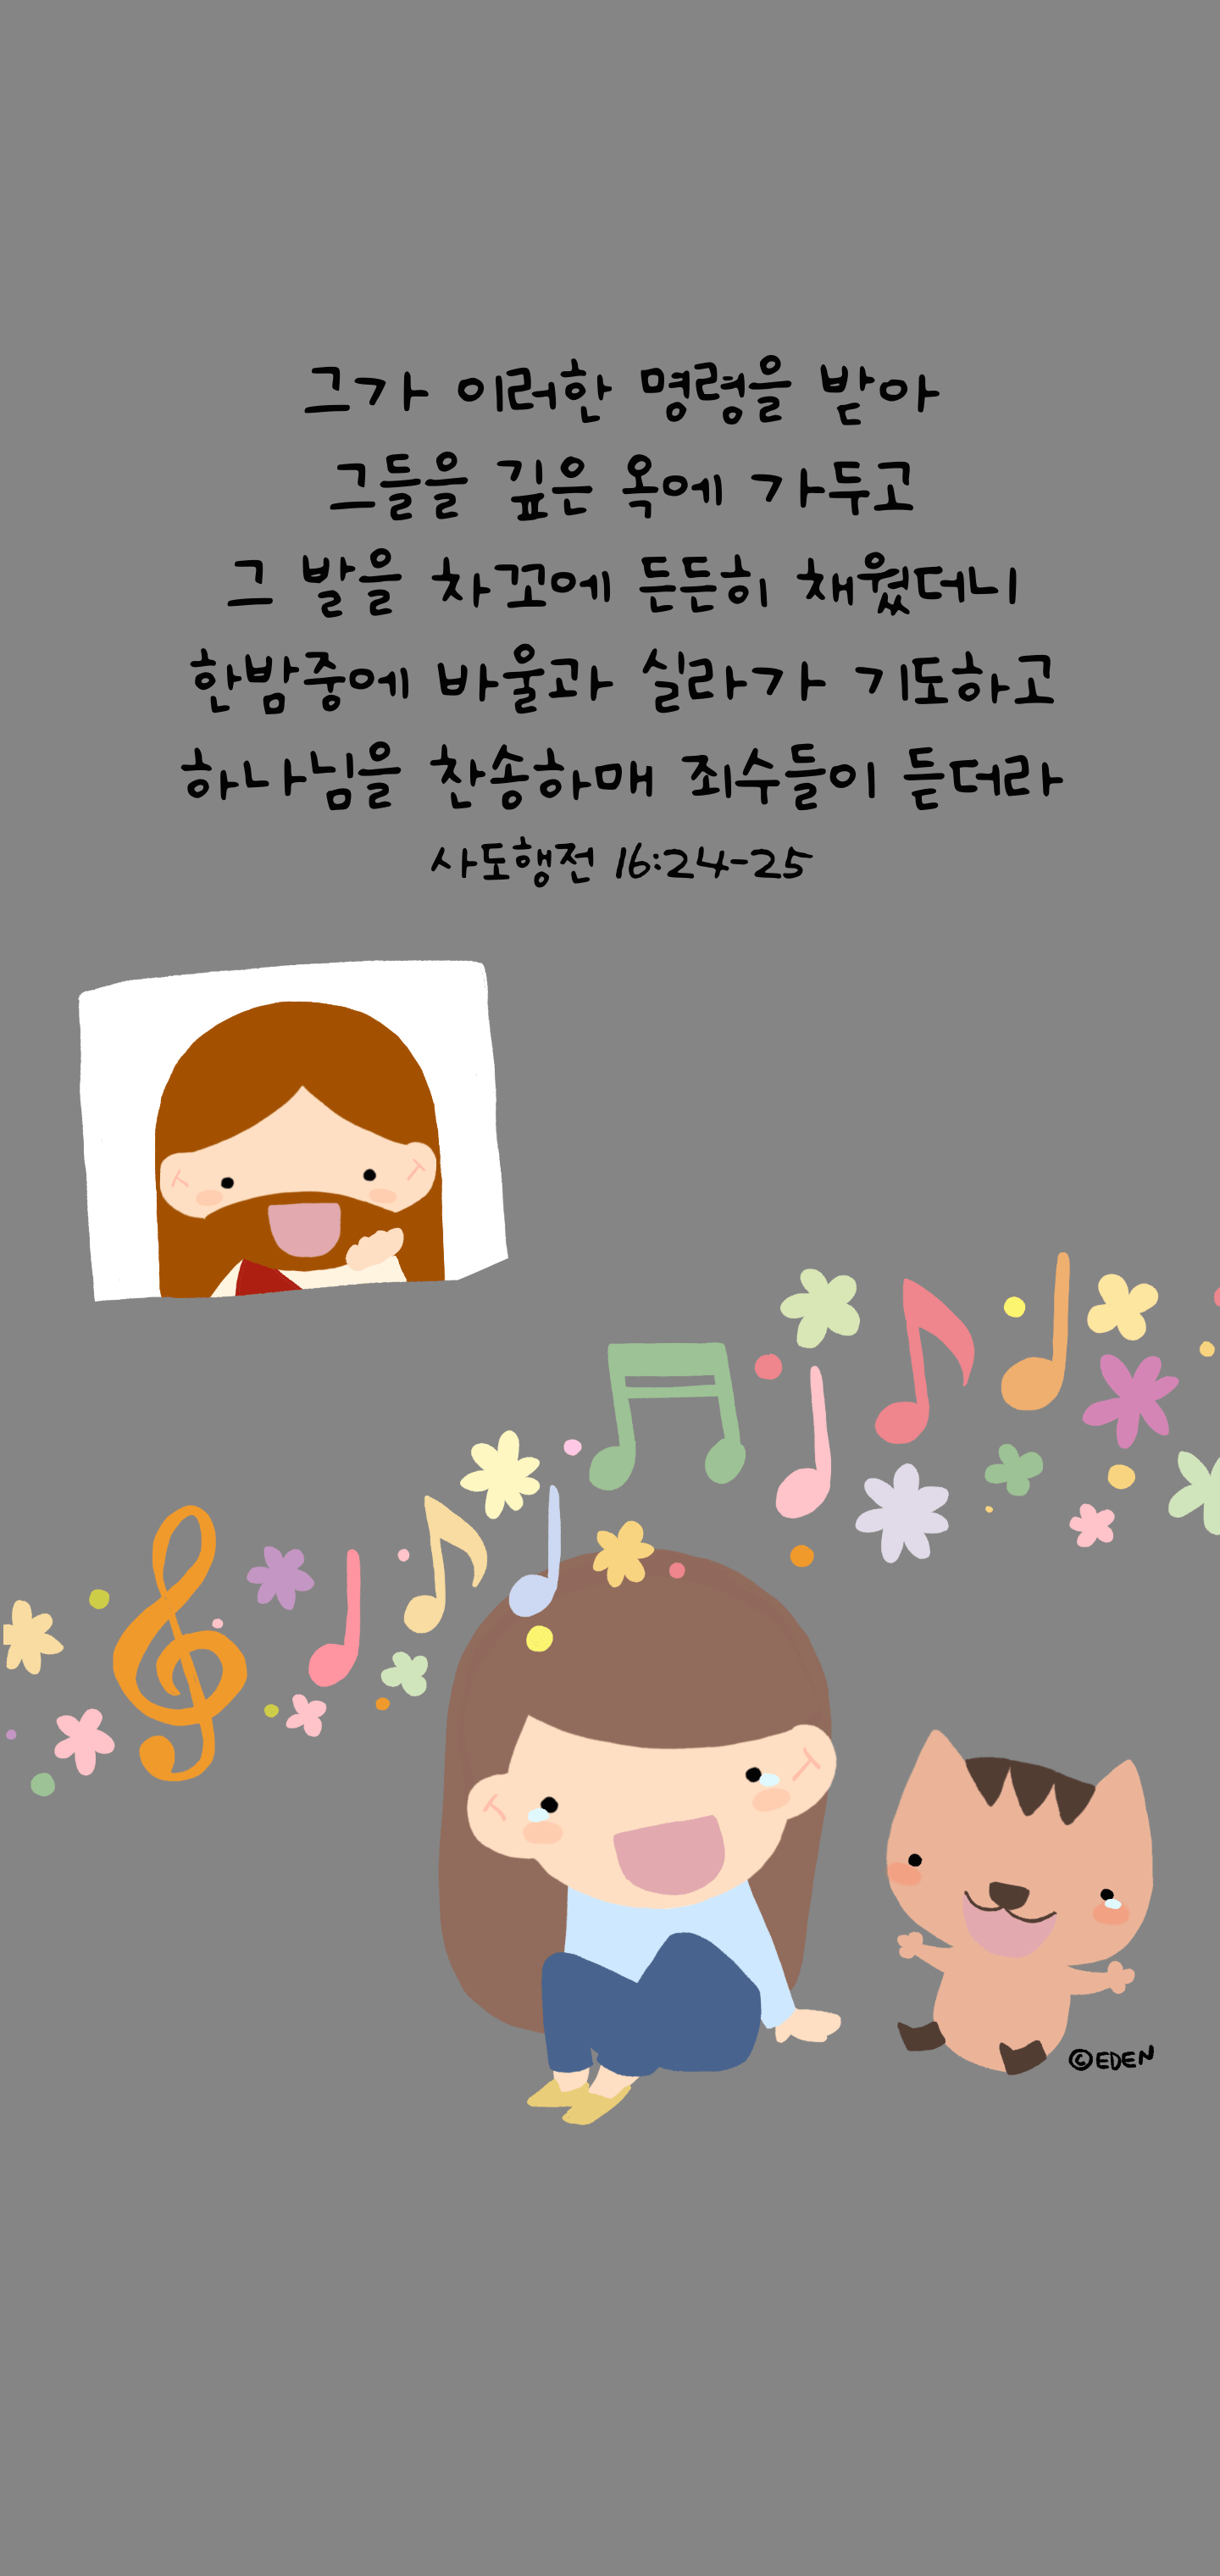 그가 이러한 명령을 받아
그들을 깊은 옥에 가두고
그 발을 차꼬에 든든히 채웠더니
한밤중에 바울과 실라가 기도하고
하나님을 찬송하매 죄수들이 듣더라
사도행전 16:24-25
©EDEN